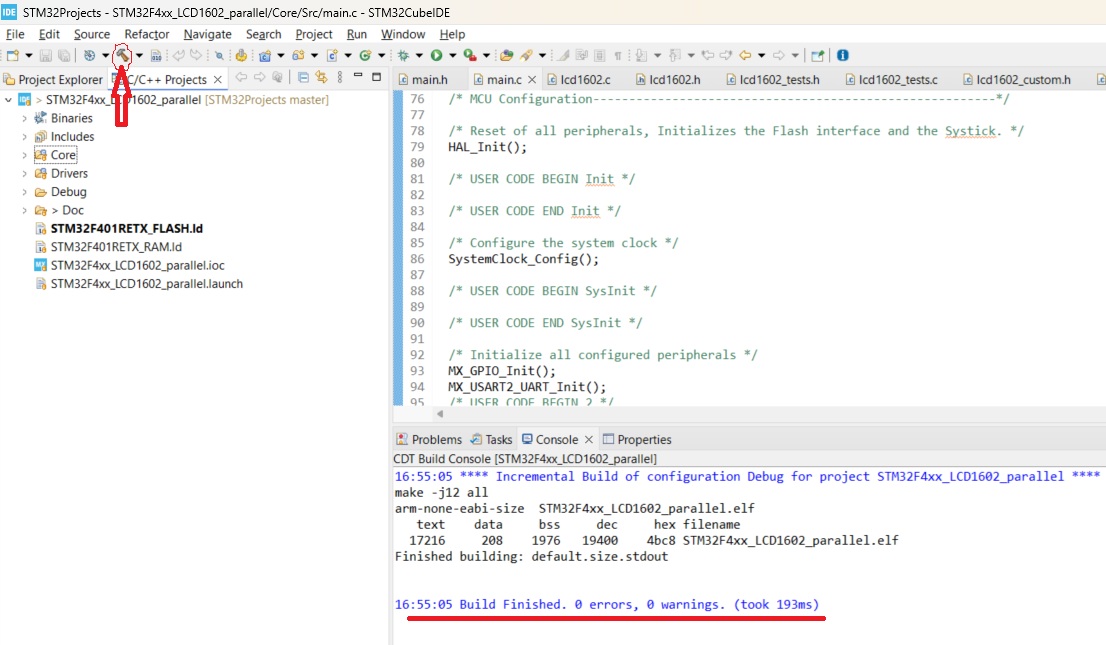 IDE STM32Projects - STM32F4xx_LCD1602_parallel/Core/Src/main.c - STM32CubeIDE
File Edit Source Refactor Navigate Search Project Run Window Help
Project Explorer C/C++ Projects
STM32F4xx_LCD1602_parallel [STM32Projects master]
Binaries
Includes
Core
Drivers
Debug
> Doc
STM32F401RETX_FLASH.ld
STM32F401RETX_RAM.ld
STM32F4xx_LCD1602_parallel.ioc
STM32F4xx_LCD1602_parallel.launch
main.h main.c lcd1602.c lcd1602.h lcd1602_tests.h lcd1602_tests.c lcd1602_custom.h
76 /* MCU Configuration--------------------------------------------------------*/
77
78 /* Reset of all peripherals, Initializes the Flash interface and the Systick. */
79 HAL_Init();
80
81 /* USER CODE BEGIN Init */
82
83 /* USER CODE END Init */
84
85 /* Configure the system clock */
86 SystemClock_Config();
87
88 /* USER CODE BEGIN SysInit */
89
90 /* USER CODE END SysInit */
91
92 /* Initialize all configured peripherals */
93 MX_GPIO_Init();
94 MX_USART2_UART_Init();
95 /* USER CODE BEGIN 2 */
Problems Tasks Console Properties
CDT Build Console [STM32F4xx_LCD1602_parallel]
16:55:05 **** Incremental Build of configuration Debug for project STM32F4xx_LCD1602_parallel ****
make -j12 all
arm-none-eabi-size STM32F4xx_LCD1602_parallel.elf
text data bss dec hex filename
17216 208 1976 19400 4bc8 STM32F4xx_LCD1602_parallel.elf
Finished building: default.size.stdout
16:55:05 Build Finished. 0 errors, 0 warnings. (took 193ms)